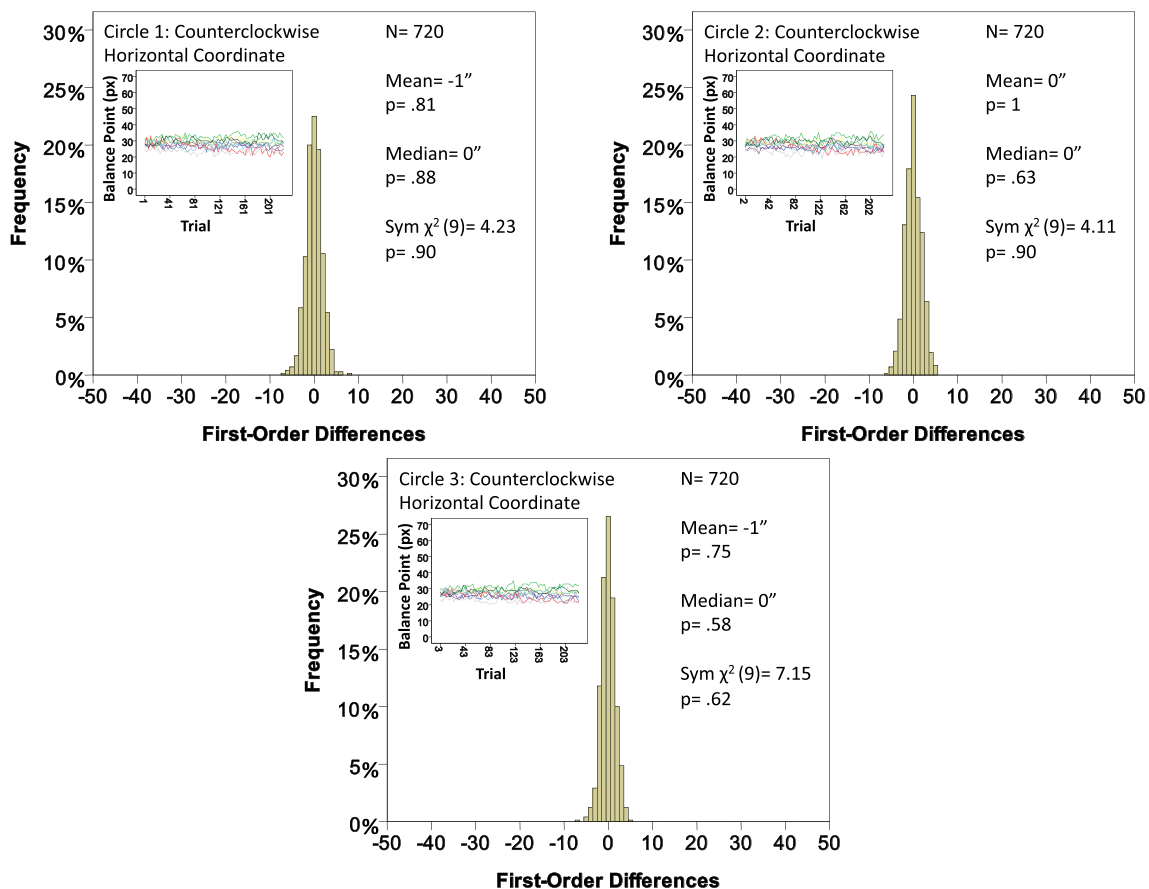 Circle 1: Counterclockwise
Horizontal Coordinate
N= 720
Mean= -1”
p= .81
Median= 0”
p= .88
Sym χ² (9)= 4.23
p= .90
30%
25%
20%
15%
10%
5%
0%
Frequency
-50 -40 -30 -20 -10 0 10 20 30 40 50
First-Order Differences
Balance Point (px)
70
60
50
40
30
20
10
0
1 41 81 121 161 201
Trial
Circle 2: Counterclockwise
Horizontal Coordinate
N= 720
Mean= 0”
p= 1
Median= 0”
p= .63
Sym χ² (9)= 4.11
p= .90
30%
25%
20%
15%
10%
5%
0%
Frequency
-50 -40 -30 -20 -10 0 10 20 30 40 50
First-Order Differences
Balance Point (px)
70
60
50
40
30
20
10
0
2 42 82 122 162 202
Trial
Circle 3: Counterclockwise
Horizontal Coordinate
N= 720
Mean= -1”
p= .75
Median= 0”
p= .58
Sym χ² (9)= 7.15
p= .62
30%
25%
20%
15%
10%
5%
0%
Frequency
-50 -40 -30 -20 -10 0 10 20 30 40 50
First-Order Differences
Balance Point (px)
70
60
50
40
30
20
10
0
3 43 83 123 163 203
Trial